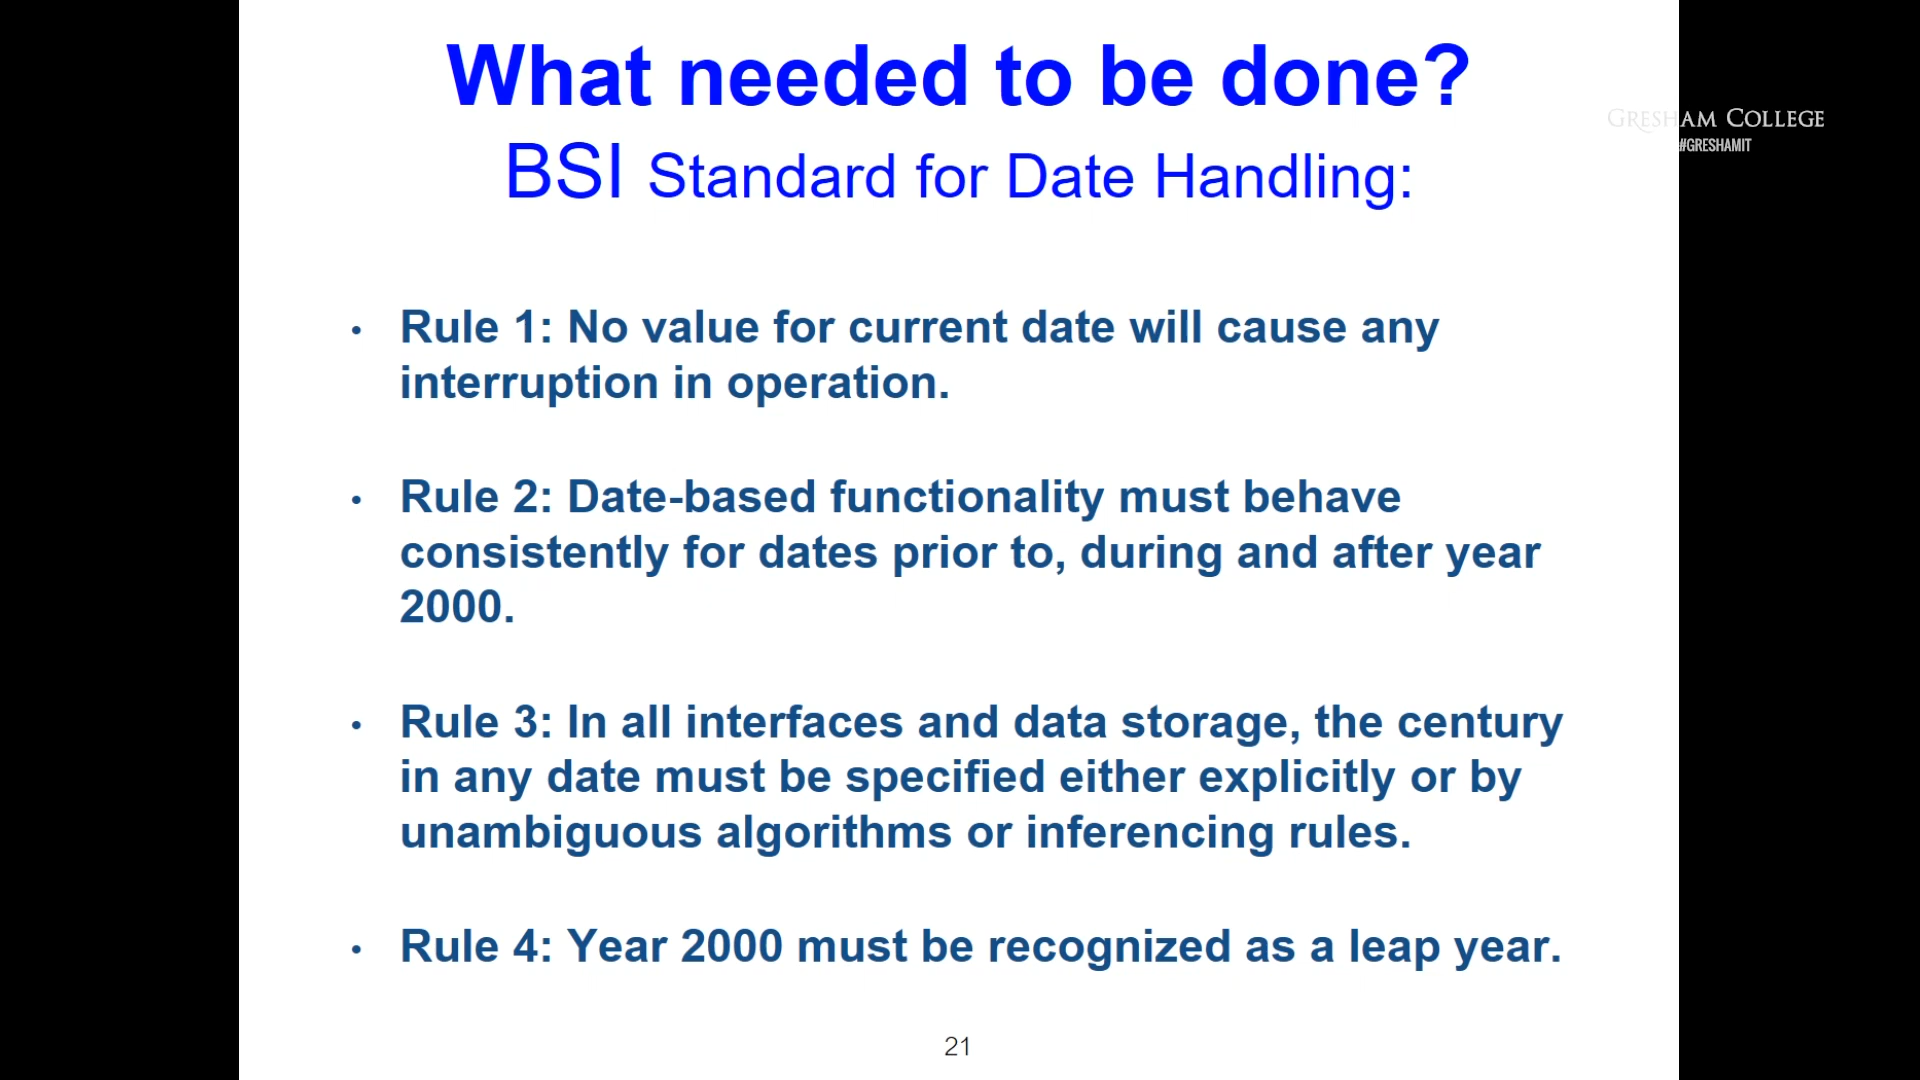 What needed to be done?
BSI Standard for Date Handling:
GRESHAM COLLEGE
#GRESHAMIT
• Rule 1: No value for current date will cause any
interruption in operation.
• Rule 2: Date-based functionality must behave
consistently for dates prior to, during and after year
2000.
• Rule 3: In all interfaces and data storage, the century
in any date must be specified either explicitly or by
unambiguous algorithms or inferencing rules.
• Rule 4: Year 2000 must be recognized as a leap year.
21